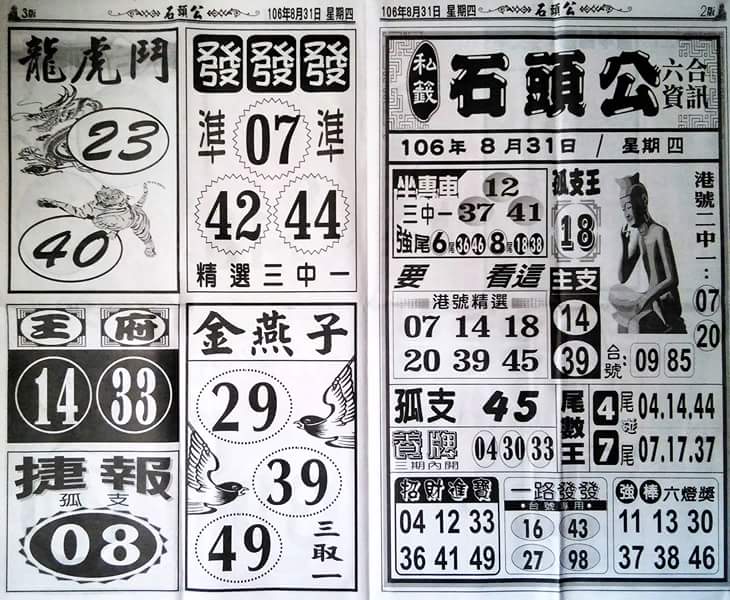 3版 石頭公 106年8月31日 星期四
龍虎鬥
23
40
發發發
準 07 準
42 44
精選三中一
王府
14 33
捷報
孤支
08
金燕子
29
39
49
三取一
106年8月31日 星期四 石頭公 2版
私籤 石頭公 六合資訊
106年8月31日 / 星期四
坐專車 12
三中一 37 41
強尾 6尾 36 46 8尾 18 38
孤支王
18
主支
14
39
港號二中一：07 20
台號： 09 85
要看這
港號精選
07 14 18
20 39 45
孤支 45
養牌 04 30 33
三期內開
尾數王
4尾 碰 04.14.44
7尾 07.17.37
招財進寶
04 12 33
36 41 49
一路發發
台號專用
16 43
27 98
強棒六燈獎
11 13 30
37 38 46